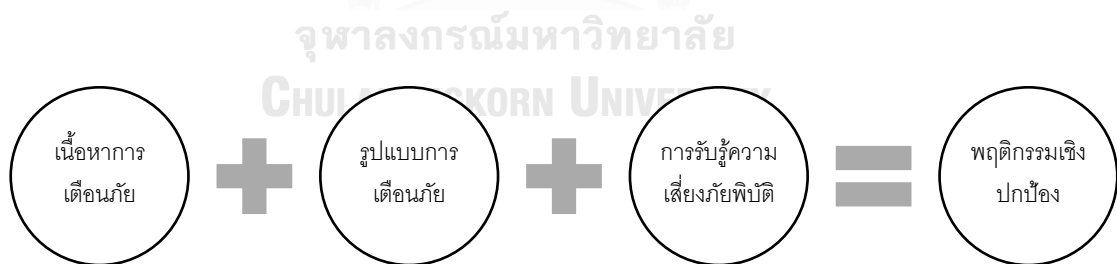 จุฬาลงกรณ์มหาวิทยาลัย
CHULALONGKORN UNIVERSITY
เนื้อหาการ
เตือนภัย
รูปแบบการ
เตือนภัย
การรับรู้ความ
เสี่ยงภัยพิบัติ
พฤติกรรมเชิง
ปกป้อง